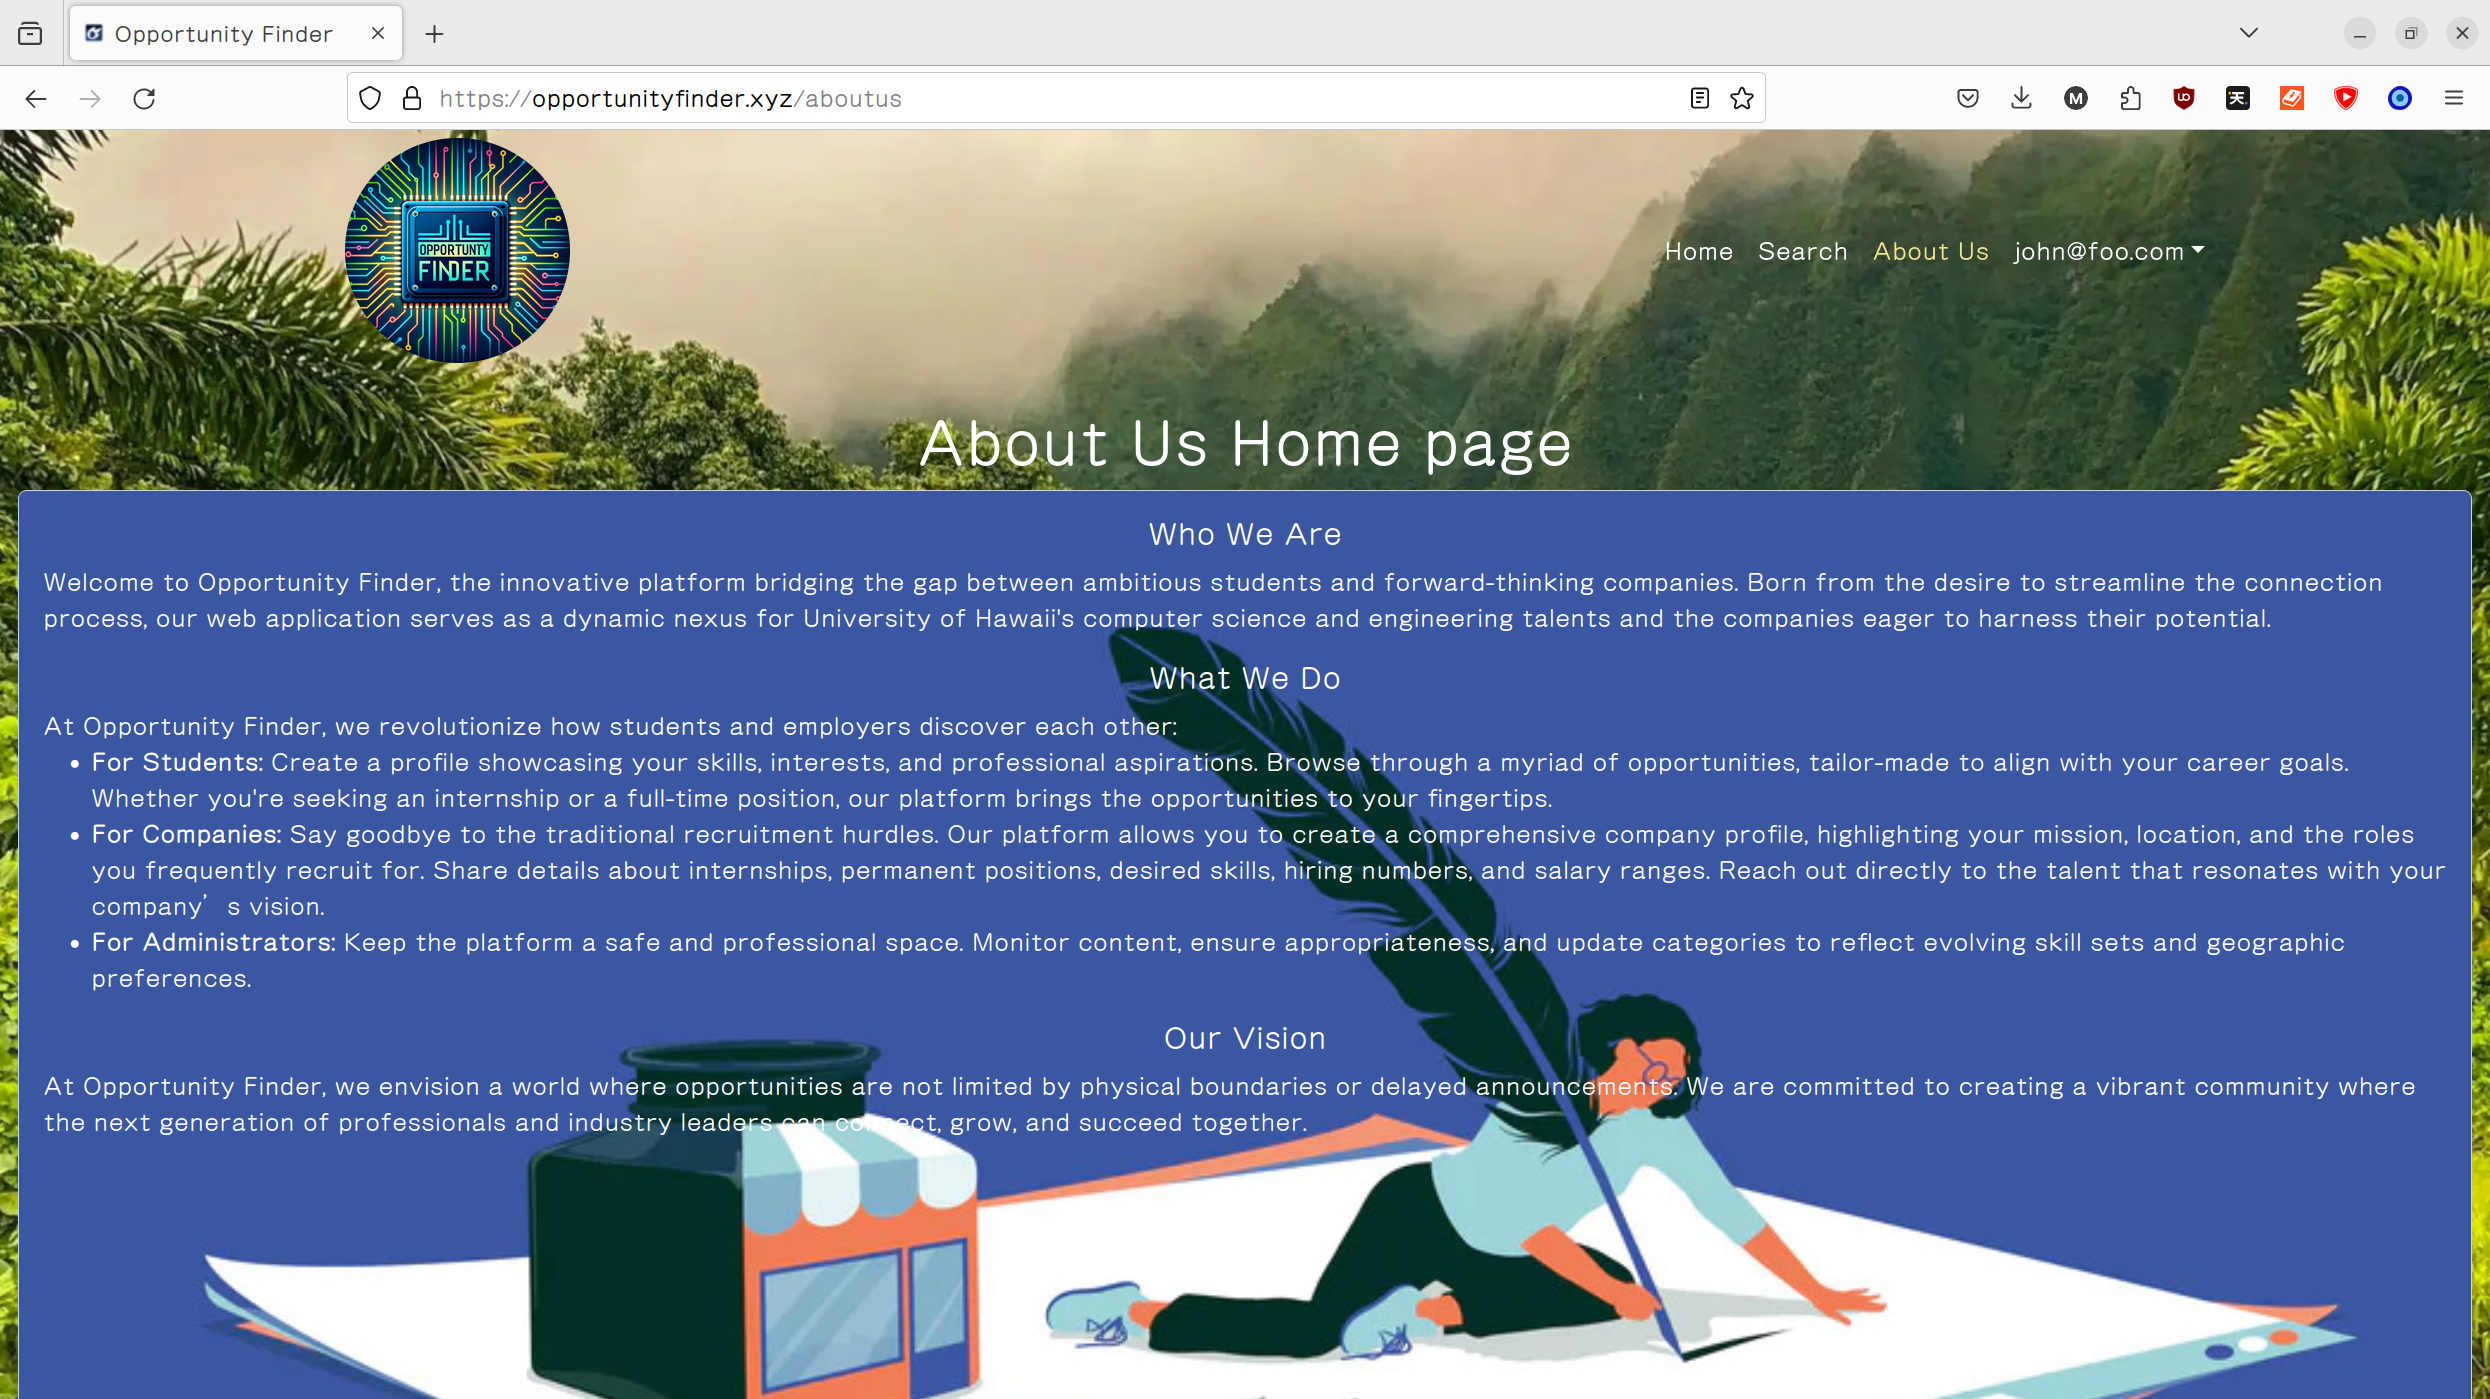 Opportunity Finder
https://opportunityfinder.xyz/aboutus
OPPORTUNTY
FINDER
Home Search About Us john@foo.com
About Us Home page
Who We Are
Welcome to Opportunity Finder, the innovative platform bridging the gap between ambitious students and forward-thinking companies. Born from the desire to streamline the connection
process, our web application serves as a dynamic nexus for University of Hawaii's computer science and engineering talents and the companies eager to harness their potential.
What We Do
At Opportunity Finder, we revolutionize how students and employers discover each other:
• For Students: Create a profile showcasing your skills, interests, and professional aspirations. Browse through a myriad of opportunities, tailor-made to align with your career goals.
Whether you're seeking an internship or a full-time position, our platform brings the opportunities to your fingertips.
• For Companies: Say goodbye to the traditional recruitment hurdles. Our platform allows you to create a comprehensive company profile, highlighting your mission, location, and the roles
you frequently recruit for. Share details about internships, permanent positions, desired skills, hiring numbers, and salary ranges. Reach out directly to the talent that resonates with your
company’s vision.
• For Administrators: Keep the platform a safe and professional space. Monitor content, ensure appropriateness, and update categories to reflect evolving skill sets and geographic
preferences.
Our Vision
At Opportunity Finder, we envision a world where opportunities are not limited by physical boundaries or delayed announcements. We are committed to creating a vibrant community where
the next generation of professionals and industry leaders can connect, grow, and succeed together.